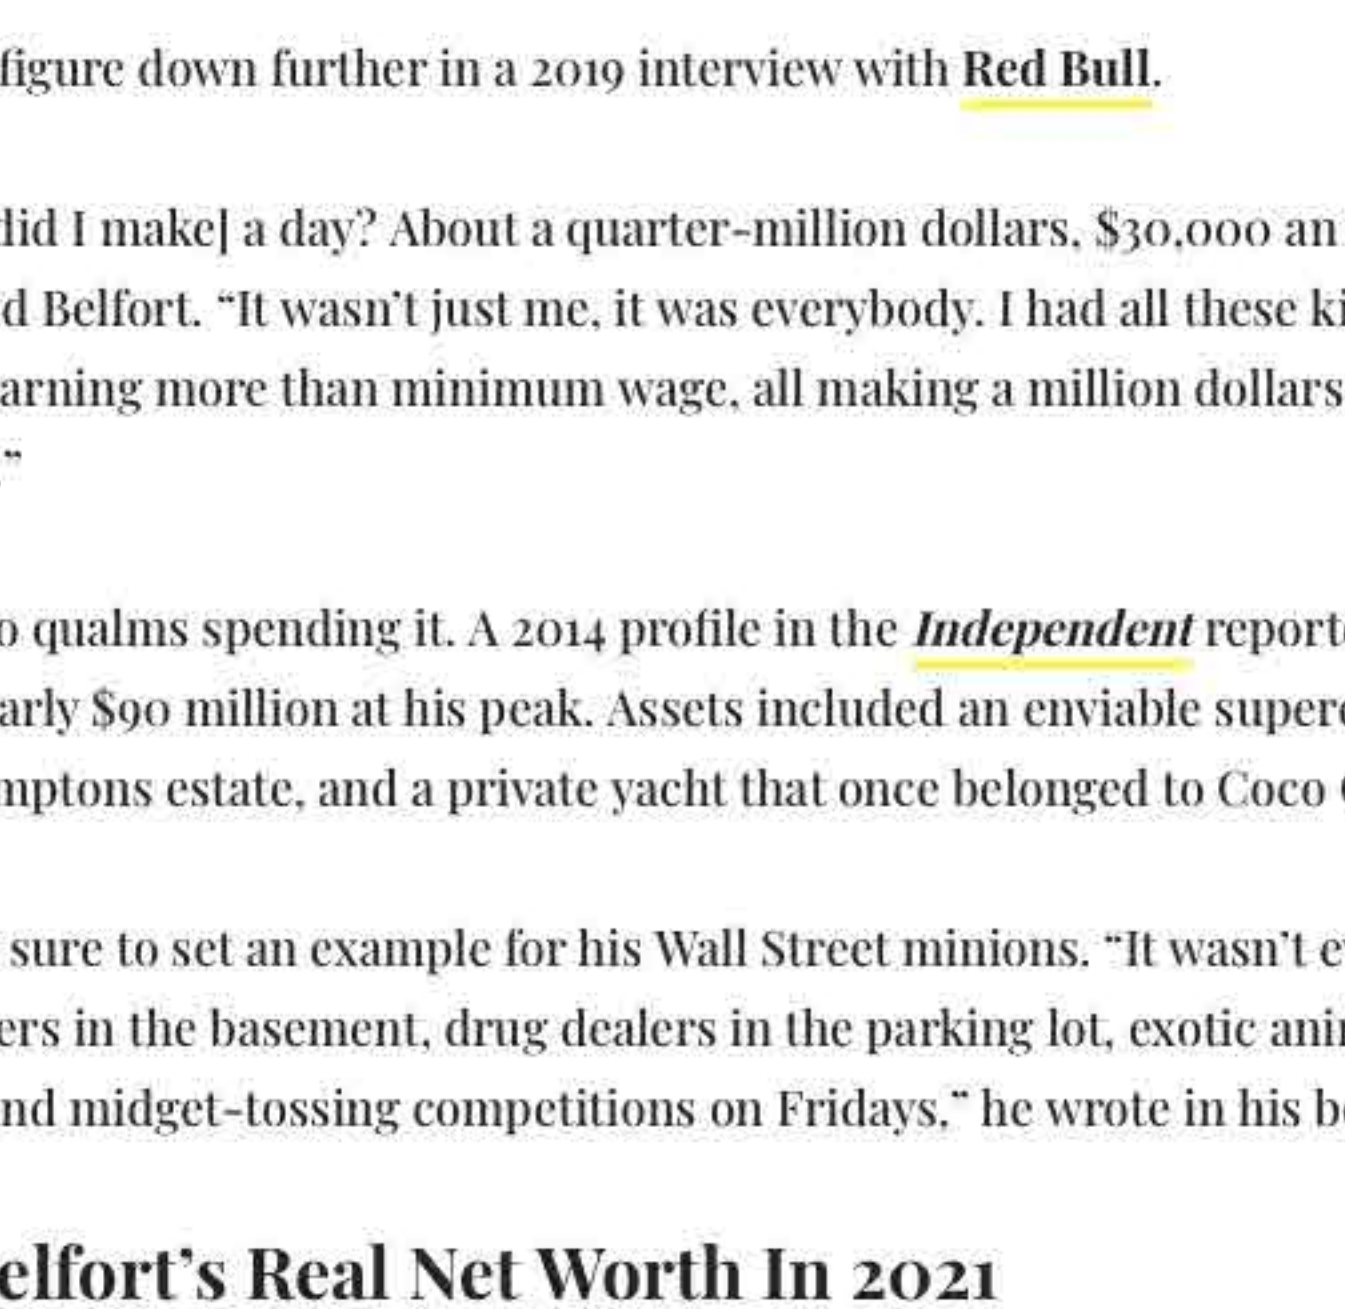 figure down further in a 2019 interview with Red Bull.
did I make] a day? About a quarter-million dollars, $30,000 an
d Belfort. “It wasn’t just me, it was everybody. I had all these ki
arning more than minimum wage, all making a million dollars
.”
o qualms spending it. A 2014 profile in the Independent reporte
arly $90 million at his peak. Assets included an enviable superc
mptons estate, and a private yacht that once belonged to Coco
sure to set an example for his Wall Street minions. “It wasn’t e
ers in the basement, drug dealers in the parking lot, exotic ani
nd midget-tossing competitions on Fridays,” he wrote in his bo
elfort’s Real Net Worth In 2021